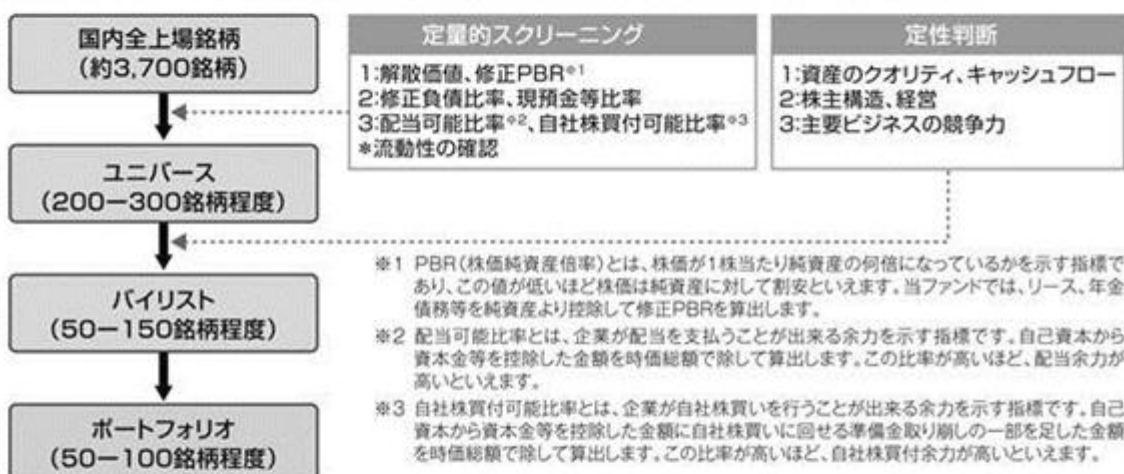 国内全上場銘柄
(約3,700銘柄)
定量的スクリーニング
1:解散価値、修正PBR※1
2:修正負債比率、現預金等比率
3:配当可能比率※2、自社株買付可能比率※3
*流動性の確認
定性判断
1:資産のクオリティ、キャッシュフロー
2:株主構造、経営
3:主要ビジネスの競争力
ユニバース
(200−300銘柄程度)
バイリスト
(50−150銘柄程度)
ポートフォリオ
(50−100銘柄程度)
※1 PBR(株価純資産倍率)とは、株価が1株当たり純資産の何倍になっているかを示す指標で
あり、この値が低いほど株価は純資産に対して割安といえます。当ファンドでは、リース、年金
債務等を純資産より控除して修正PBRを算出します。
※2 配当可能比率とは、企業が配当を支払うことが出来る余力を示す指標です。自己資本から
資本金等を控除した金額を時価総額で除して算出します。この比率が高いほど、配当余力が
高いといえます。
※3 自社株買付可能比率とは、企業が自社株買いを行うことが出来る余力を示す指標です。自己
資本から資本金等を控除した金額に自社株買いに回せる準備金取り崩しの一部を足した金額
を時価総額で除して算出します。この比率が高いほど、自社株買付余力が高いといえます。